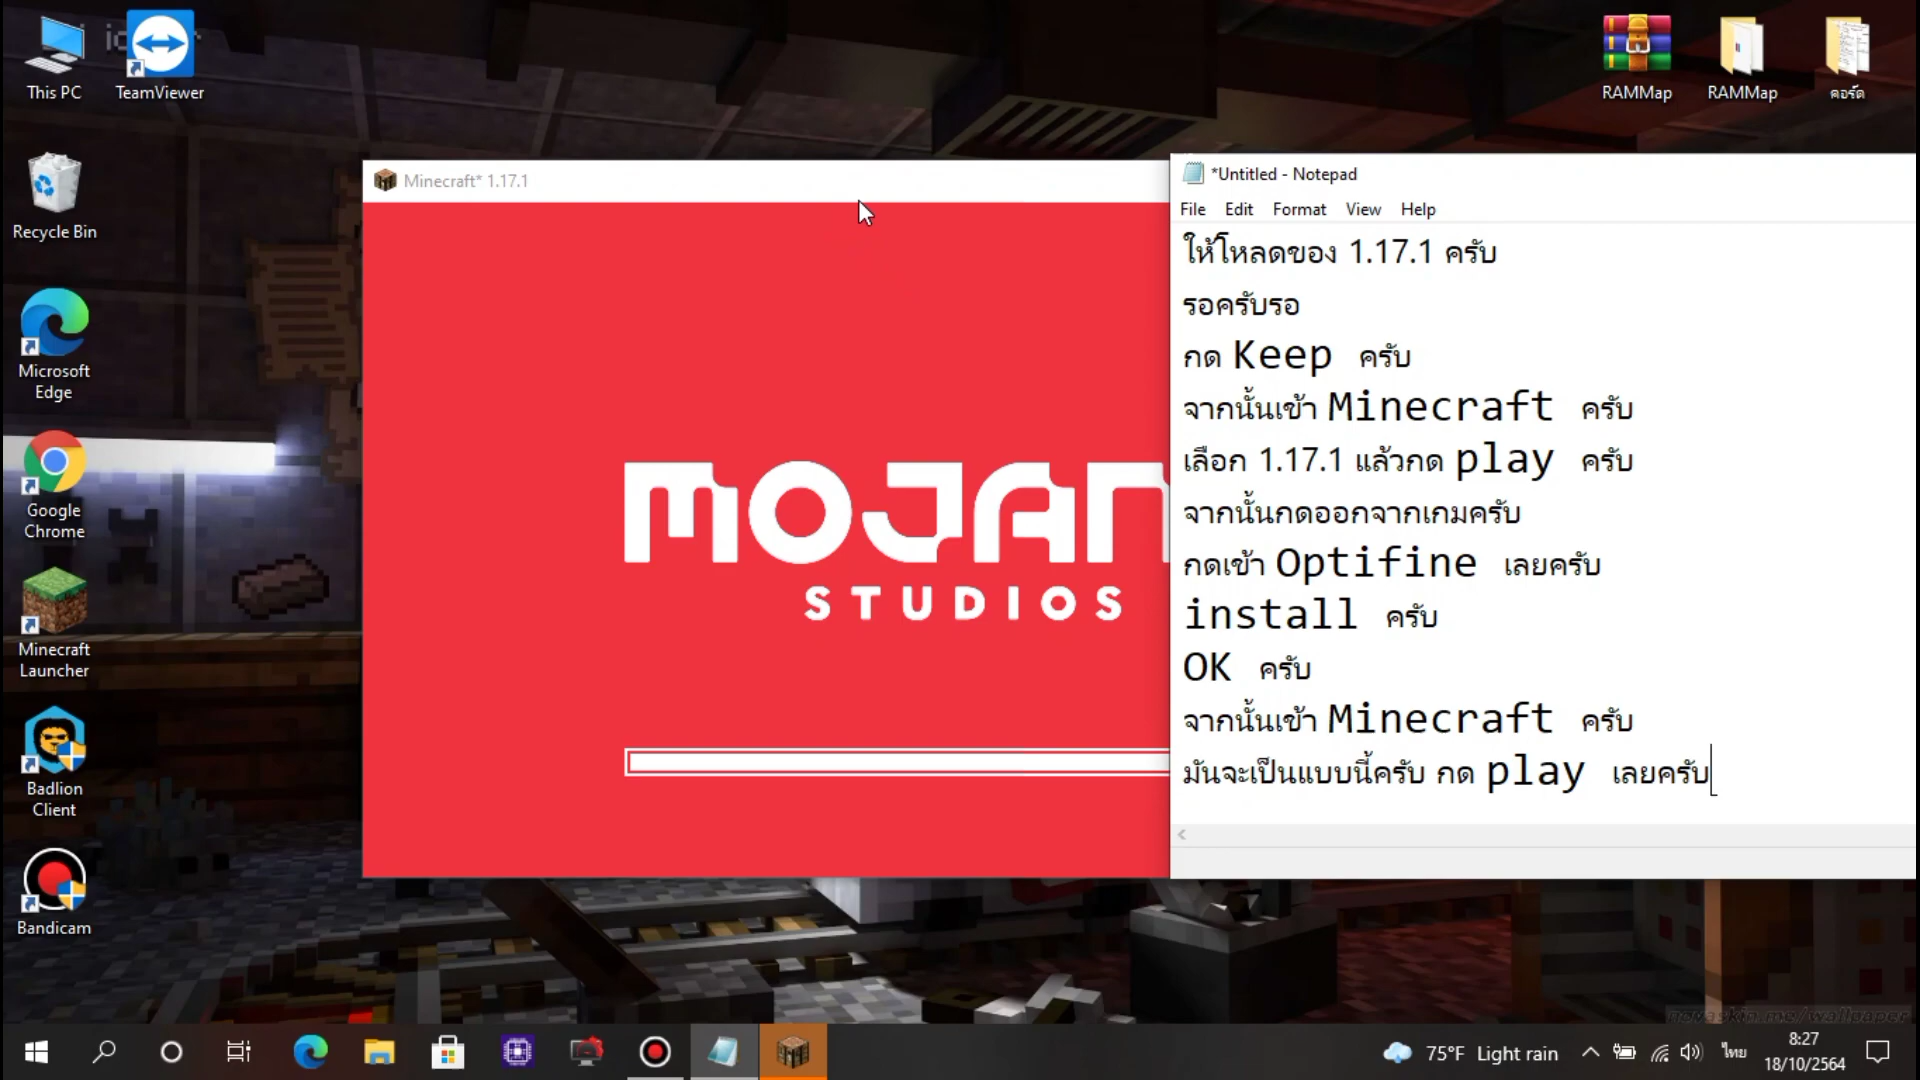 This PC
TeamViewer
Recycle Bin
Microsoft
Edge
Google
Chrome
Minecraft
Launcher
Badlion
Client
Bandicam
RAMMap
RAMMap
คอร์ด
Minecraft* 1.17.1
MOJAN
STUDIOS
*Untitled - Notepad
File Edit Format View Help
ให้โหลดของ 1.17.1 ครับ
รอครับรอ
กด Keep ครับ
จากนั้นเข้า Minecraft ครับ
เลือก 1.17.1 แล้วกด play ครับ
จากนั้นกดออกจากเกมครับ
กดเข้า Optifine เลยครับ
install ครับ
OK ครับ
จากนั้นเข้า Minecraft ครับ
มันจะเป็นแบบนี้ครับ กด play เลยครับ
novaskin.me/wallpaper
75°F Light rain
ไทย
8:27
18/10/2564